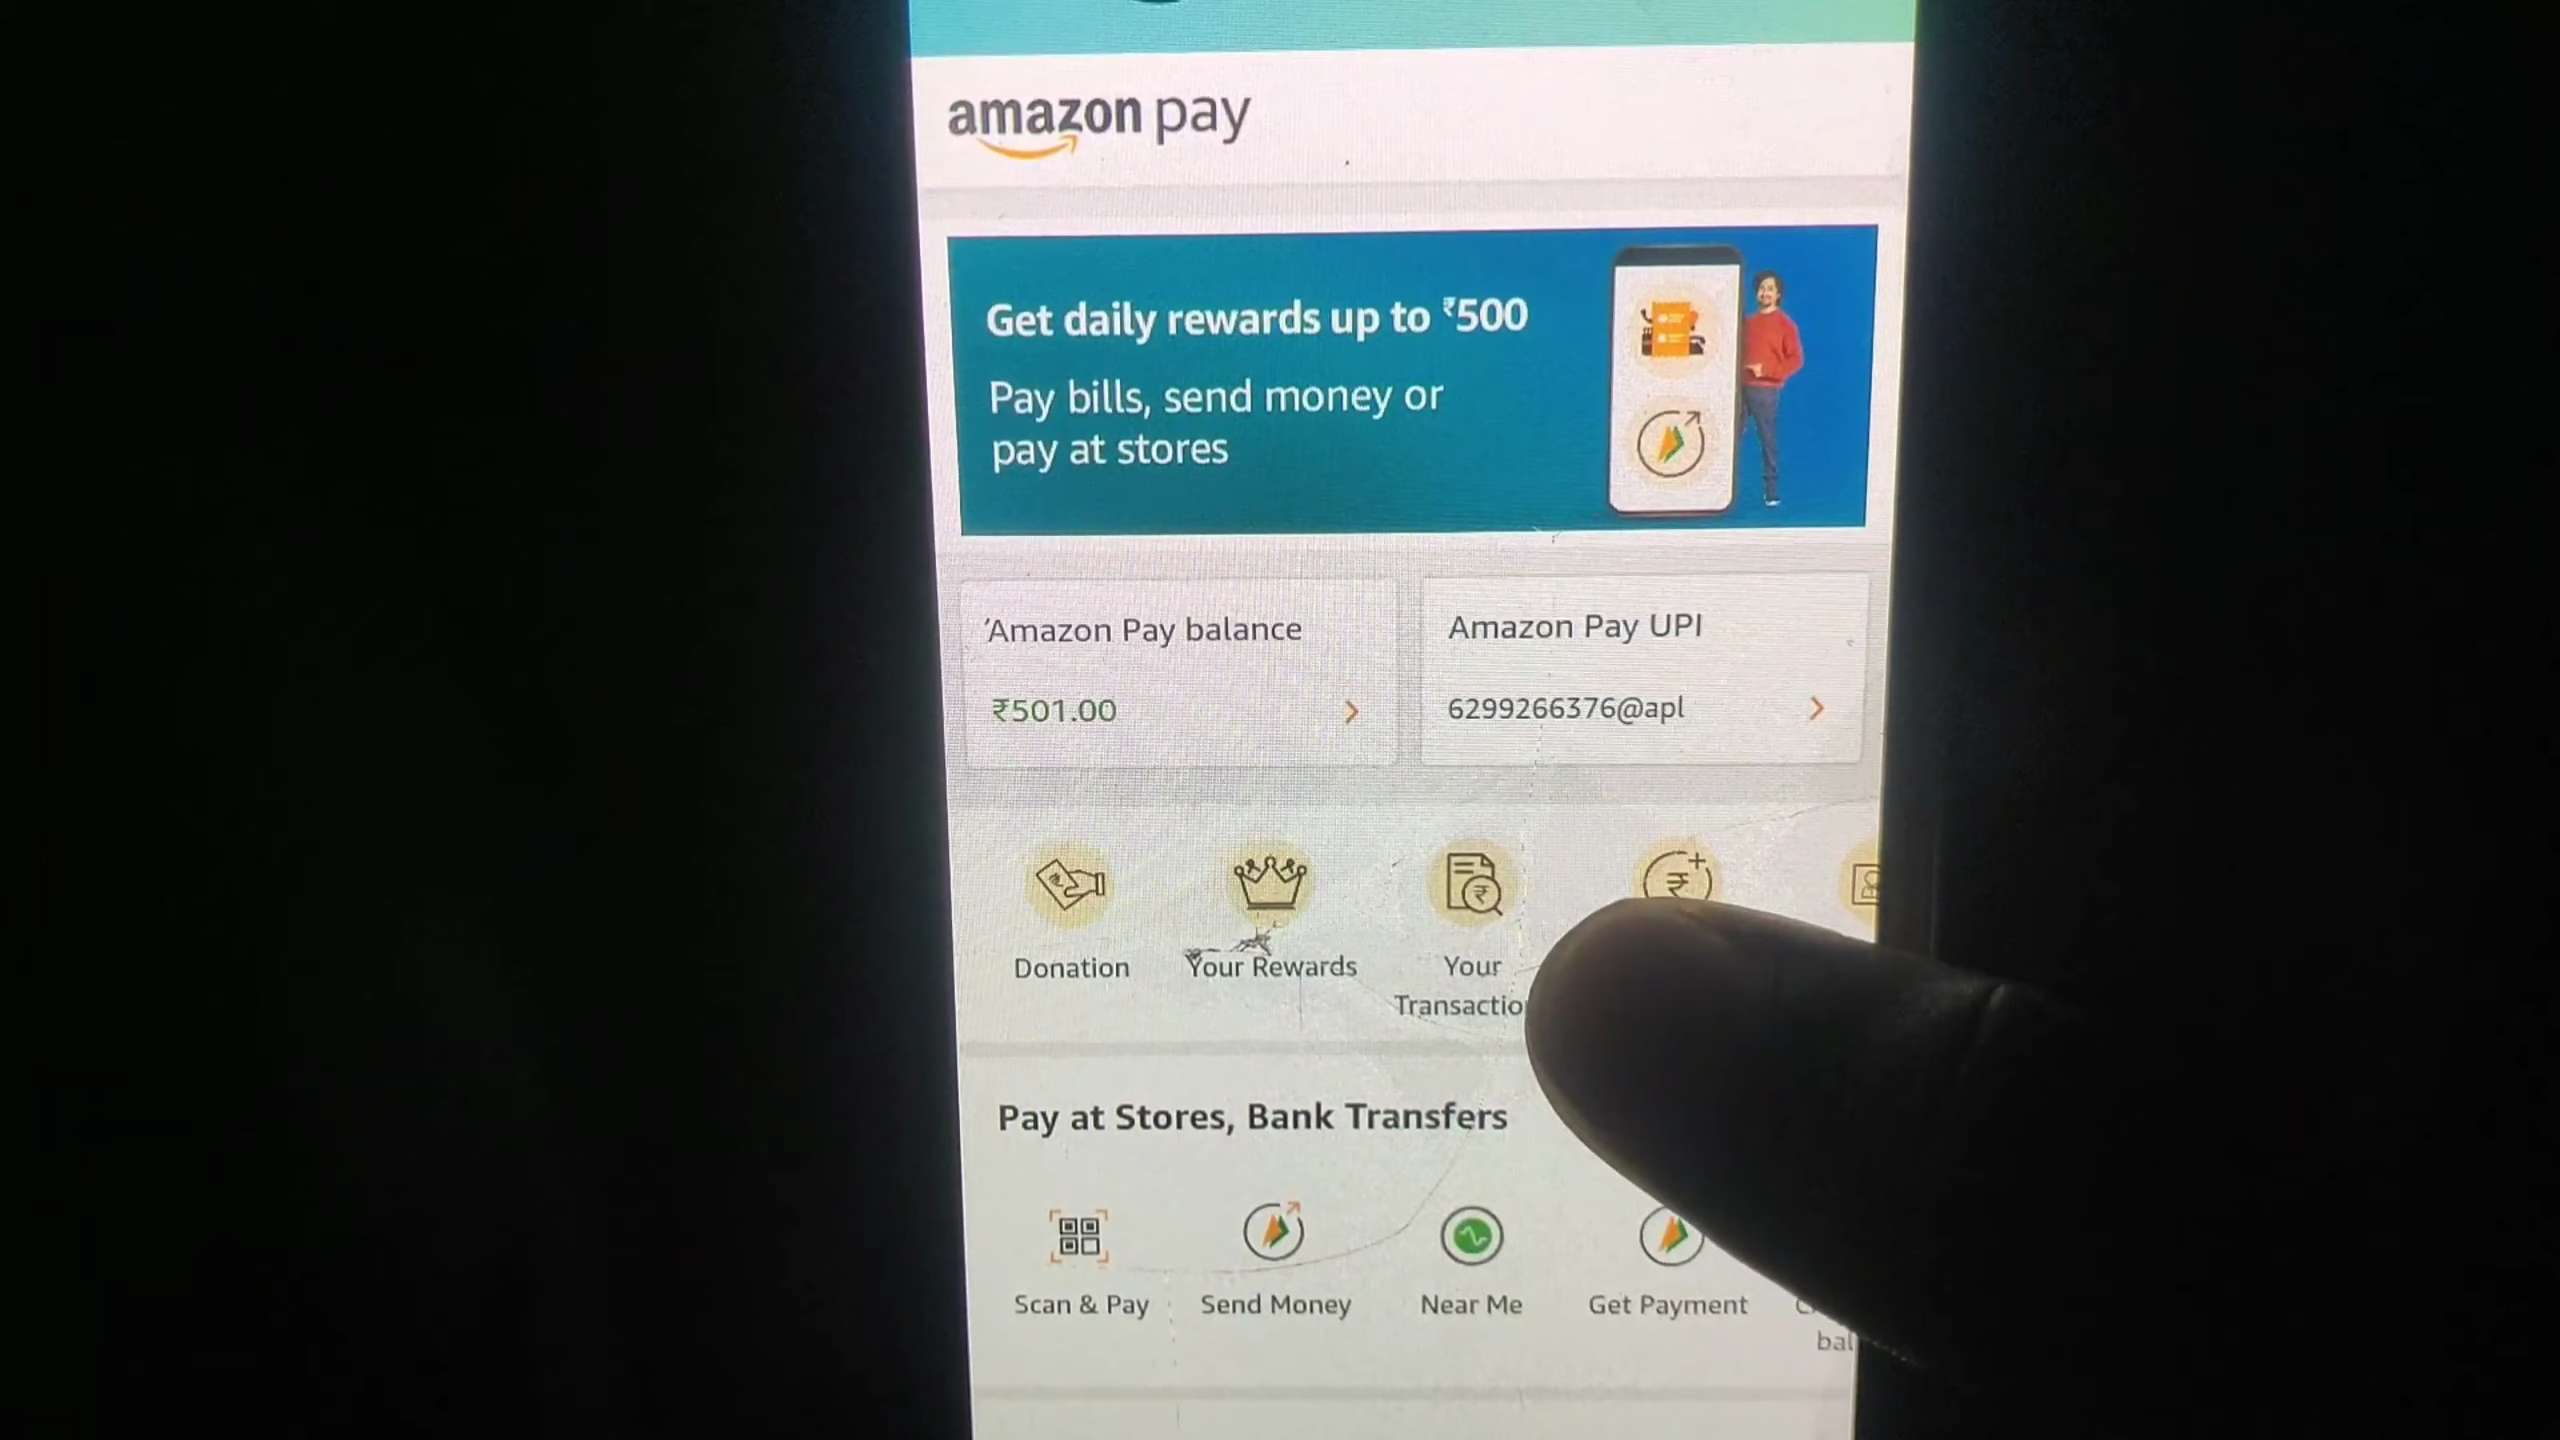 amazon pay
Get daily rewards up to ₹500
Pay bills, send money or
pay at stores
Amazon Pay balance
Amazon Pay UPI
₹501.00
6299266376@apl
Donation
Your Rewards
Your
Transactio
Pay at Stores, Bank Transfers
Scan & Pay
Send Money
Near Me
Get Payment
bal